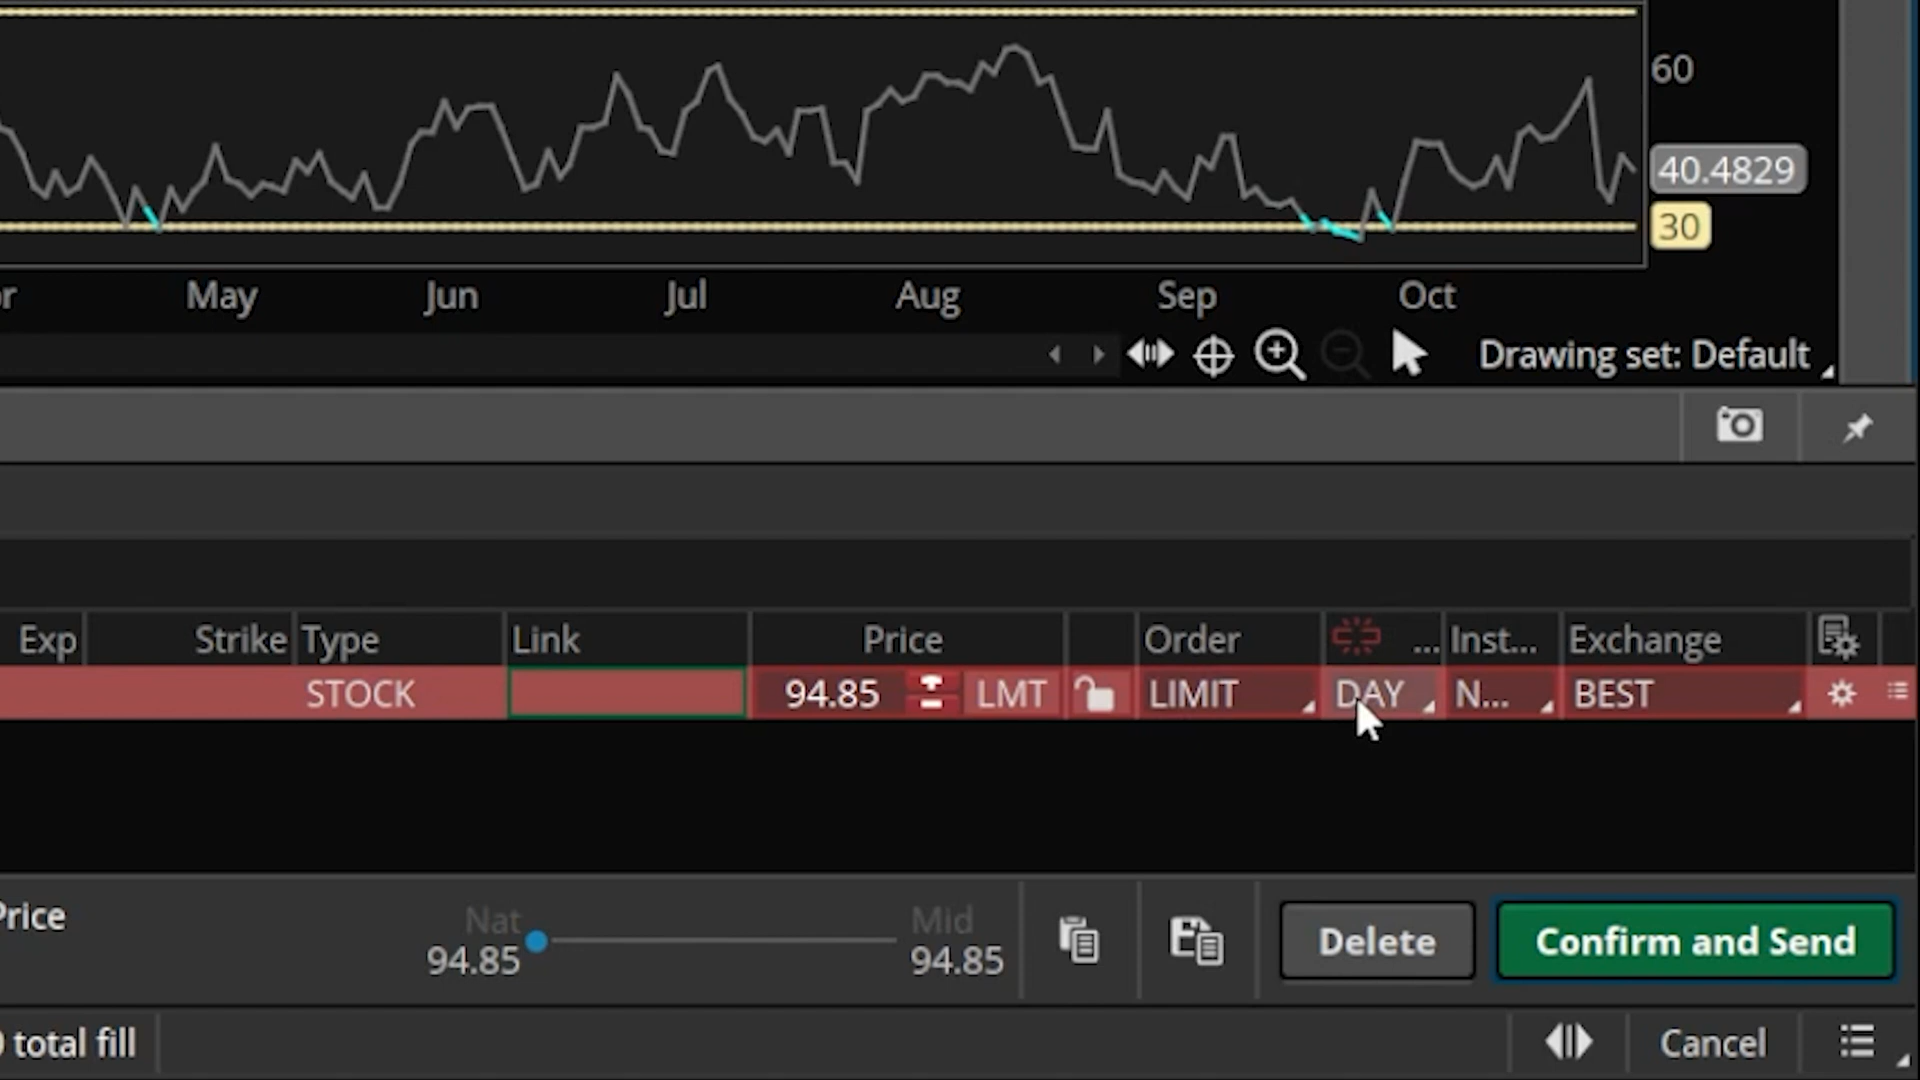 60
40.4829
30
May Jun Jul Aug Sep Oct
Drawing set: Default
Exp Strike Type Link Price Order ... Inst... Exchange
STOCK 94.85 LMT LIMIT DAY N... BEST
Price
Nat Mid
94.85 94.85
Delete Confirm and Send
total fill Cancel